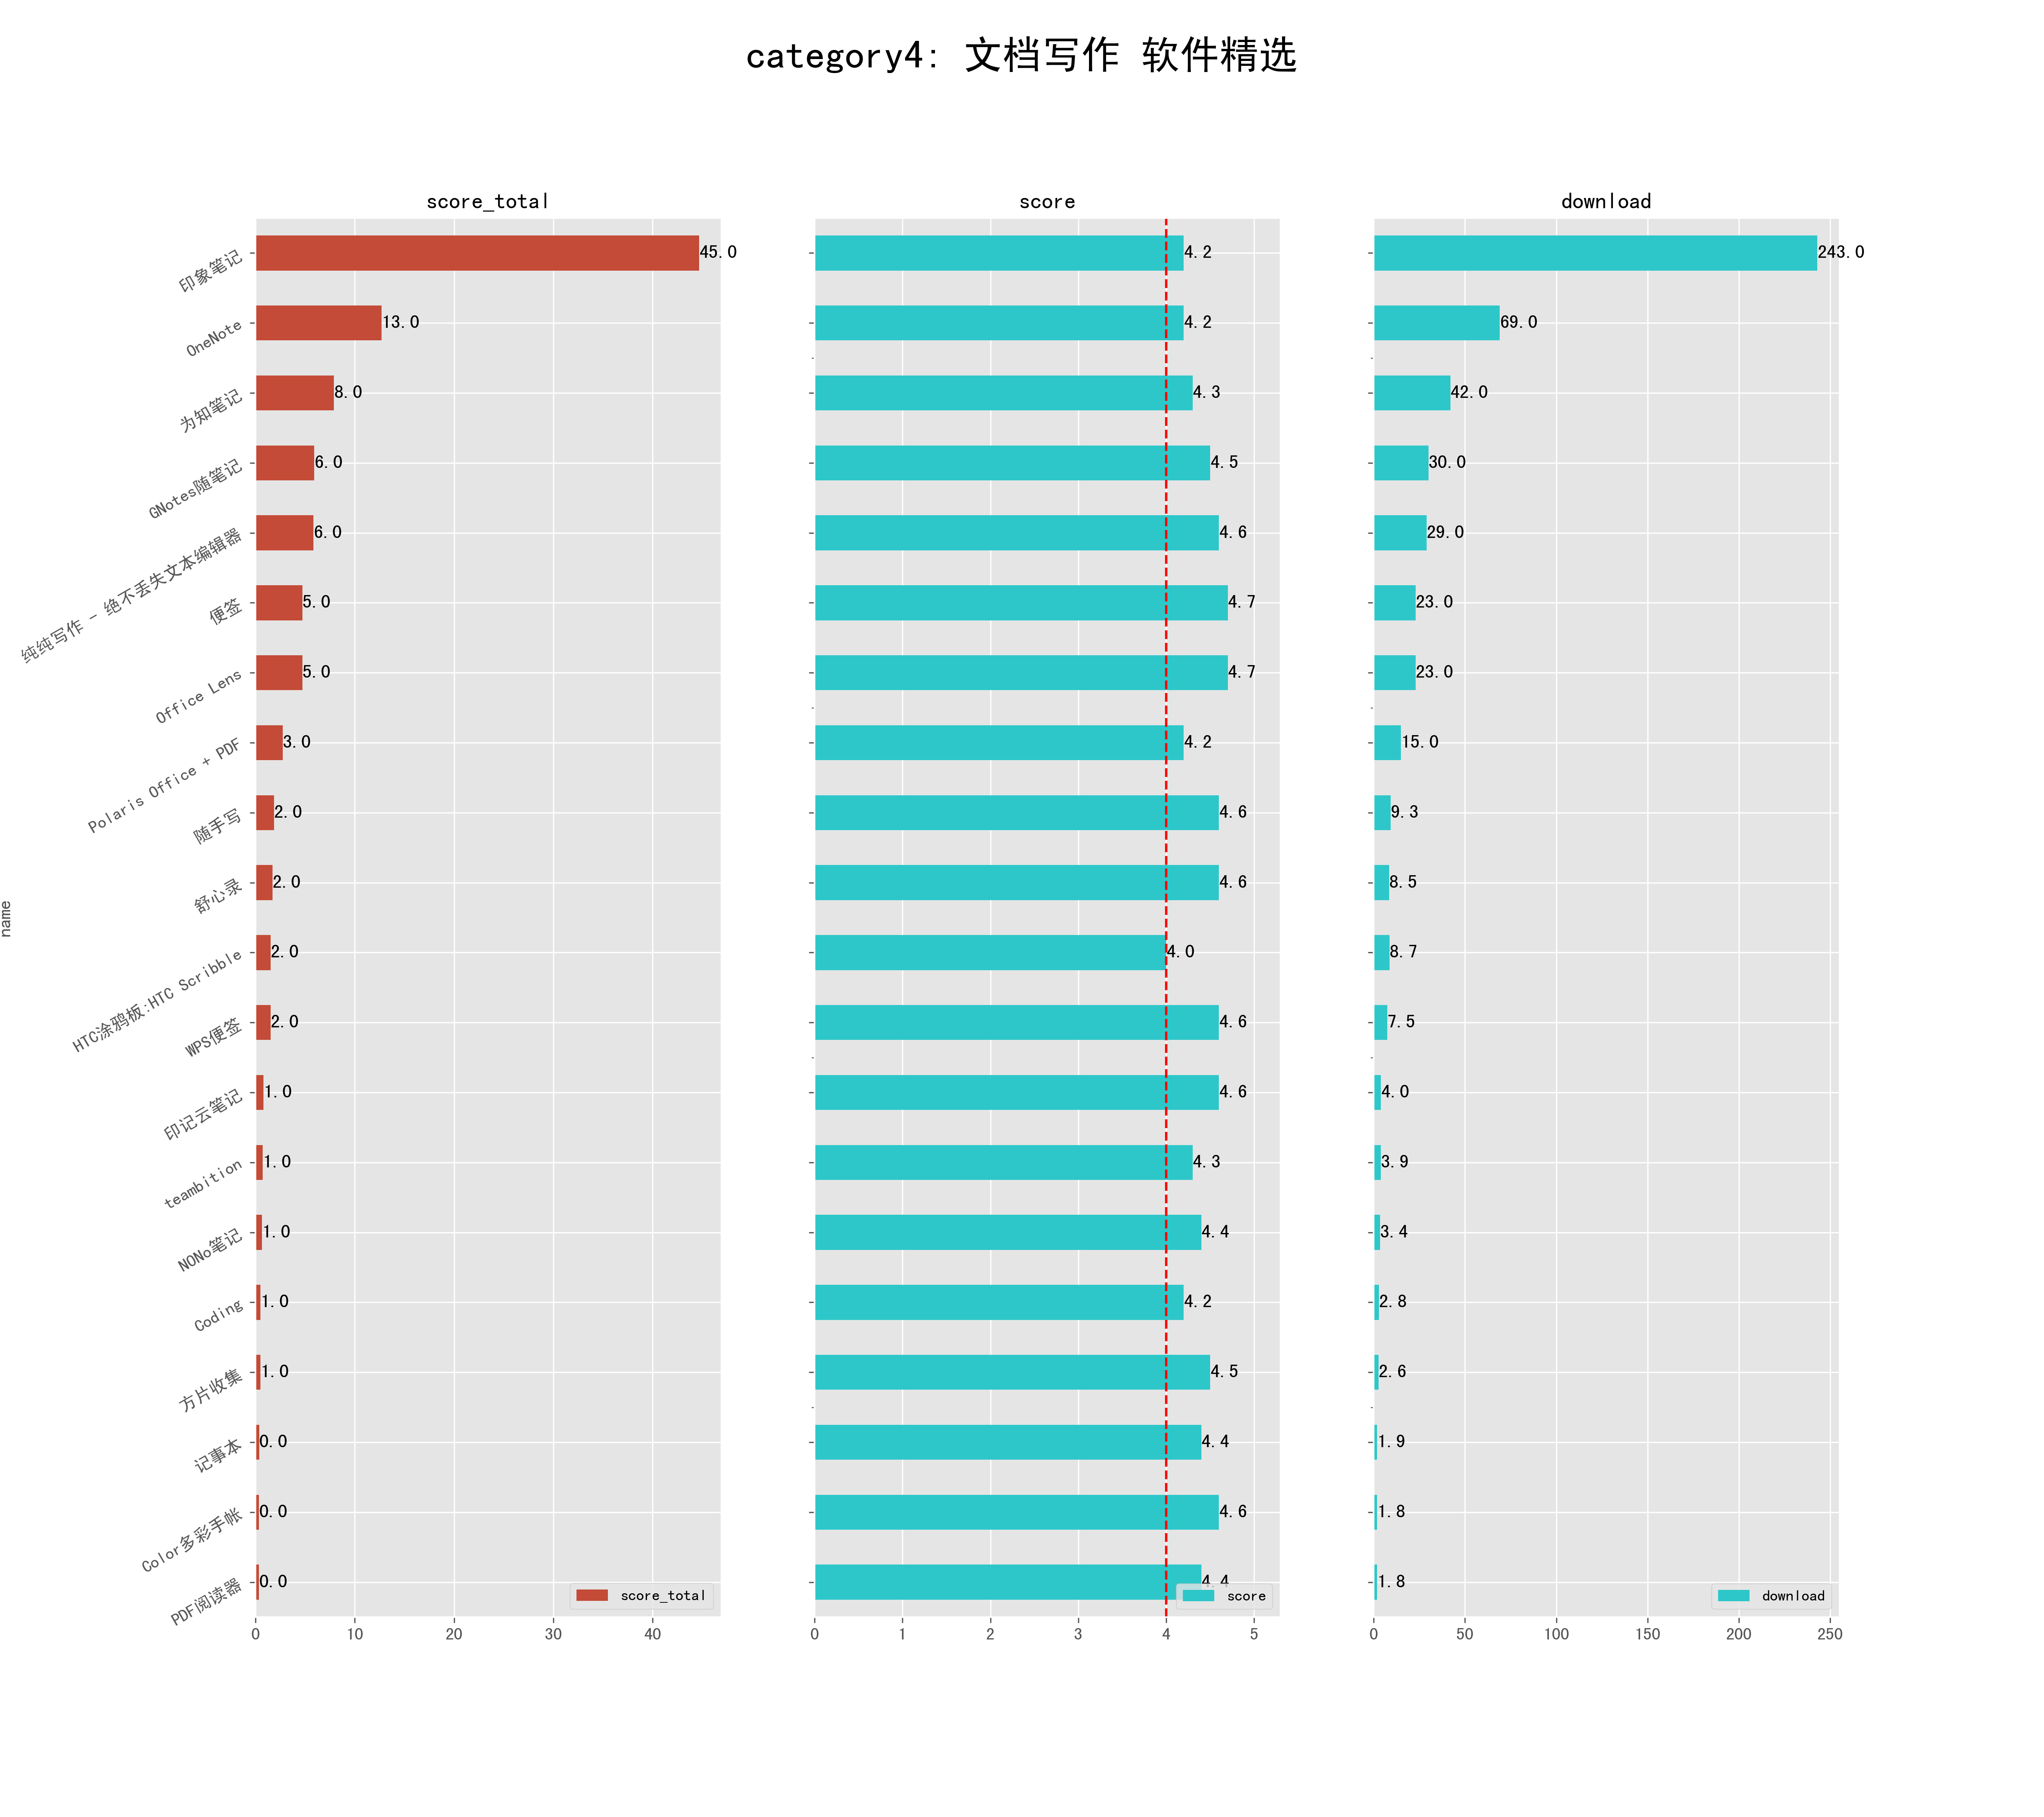 category4: 文档写作 软件精选
score_total
score
download
印象笔记 45.0 4.2 243.0
OneNote 13.0 4.2 69.0
为知笔记 8.0 4.3 42.0
GNotes随笔记 6.0 4.5 30.0
纯纯写作 - 绝不丢失文本编辑器 6.0 4.6 29.0
便签 5.0 4.7 23.0
Office Lens 5.0 4.7 23.0
Polaris Office + PDF 3.0 4.2 15.0
随手写 2.0 4.6 9.3
舒心录 2.0 4.6 8.5
HTC涂鸦板:HTC Scribble 2.0 4.0 8.7
WPS便签 2.0 4.6 7.5
印记云笔记 1.0 4.6 4.0
teambition 1.0 4.3 3.9
NONo笔记 1.0 4.4 3.4
Coding 1.0 4.2 2.8
方片收集 1.0 4.5 2.6
记事本 0.0 4.4 1.9
Color多彩手帐 0.0 4.6 1.8
PDF阅读器 0.0 4.4 1.8
name
score_total
score
download
0 10 20 30 40
0 1 2 3 4 5
0 50 100 150 200 250